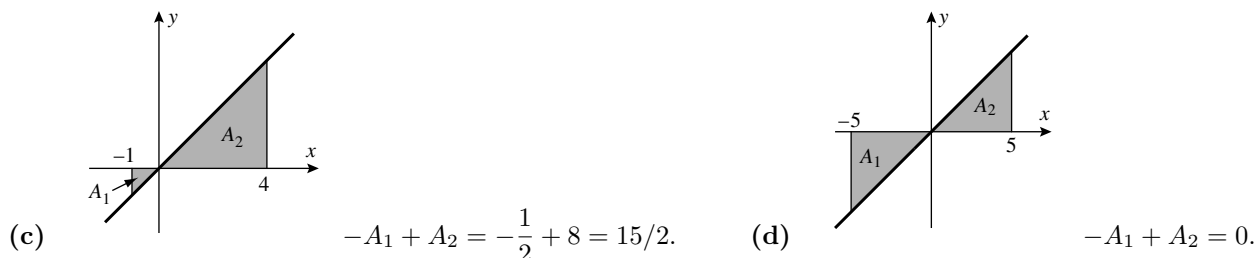 y
A₂
−1
x
A₁
4
(c) −A₁ + A₂ = −1/2 + 8 = 15/2.
y
A₂
−5
x
A₁
5
(d) −A₁ + A₂ = 0.